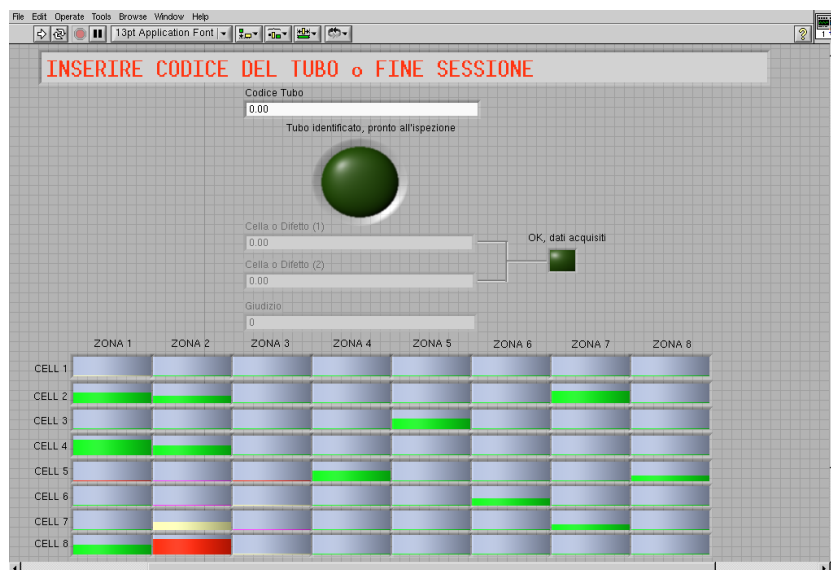 File Edit Operate Tools Browse Window Help
13pt Application Font
INSERIRE CODICE DEL TUBO o FINE SESSIONE
Codice Tubo
0.00
Tubo identificato, pronto all'ispezione
Cella o Difetto (1)
0.00
OK, dati acquisiti
Cella o Difetto (2)
0.00
Giudizio
0
ZONA 1 ZONA 2 ZONA 3 ZONA 4 ZONA 5 ZONA 6 ZONA 7 ZONA 8
CELL 1
CELL 2
CELL 3
CELL 4
CELL 5
CELL 6
CELL 7
CELL 8